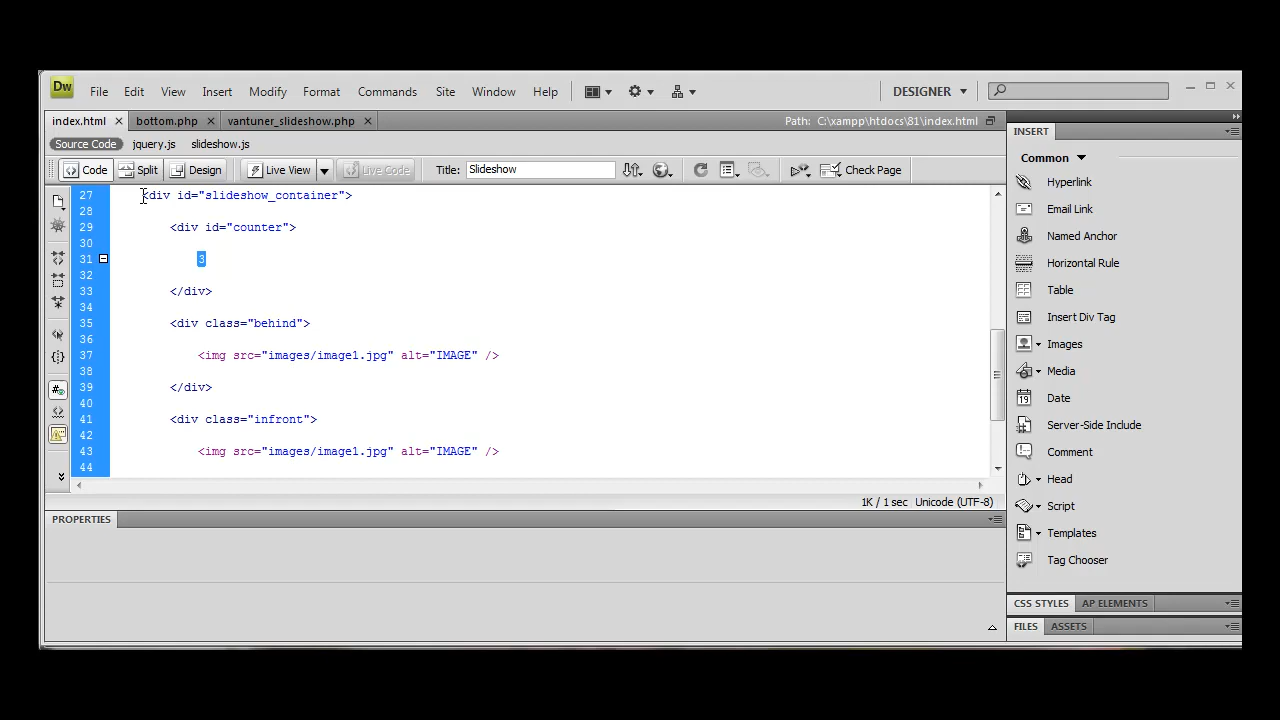 Dw File Edit View Insert Modify Format Commands Site Window Help DESIGNER
index.html bottom.php vantuner_slideshow.php Path: C:\xampp\htdocs\81\index.html
Source Code jquery.js slideshow.js
Code Split Design Live View Live Code Title: Slideshow Check Page
27 <div id="slideshow_container">
28
29 <div id="counter">
30
31 3
32
33 </div>
34
35 <div class="behind">
36
37 <img src="images/image1.jpg" alt="IMAGE" />
38
39 </div>
40
41 <div class="infront">
42
43 <img src="images/image1.jpg" alt="IMAGE" />
44
1K / 1 sec Unicode (UTF-8)
PROPERTIES
INSERT
Common
Hyperlink
Email Link
Named Anchor
Horizontal Rule
Table
Insert Div Tag
Images
Media
19 Date
Server-Side Include
Comment
Head
Script
Templates
Tag Chooser
CSS STYLES AP ELEMENTS
FILES ASSETS